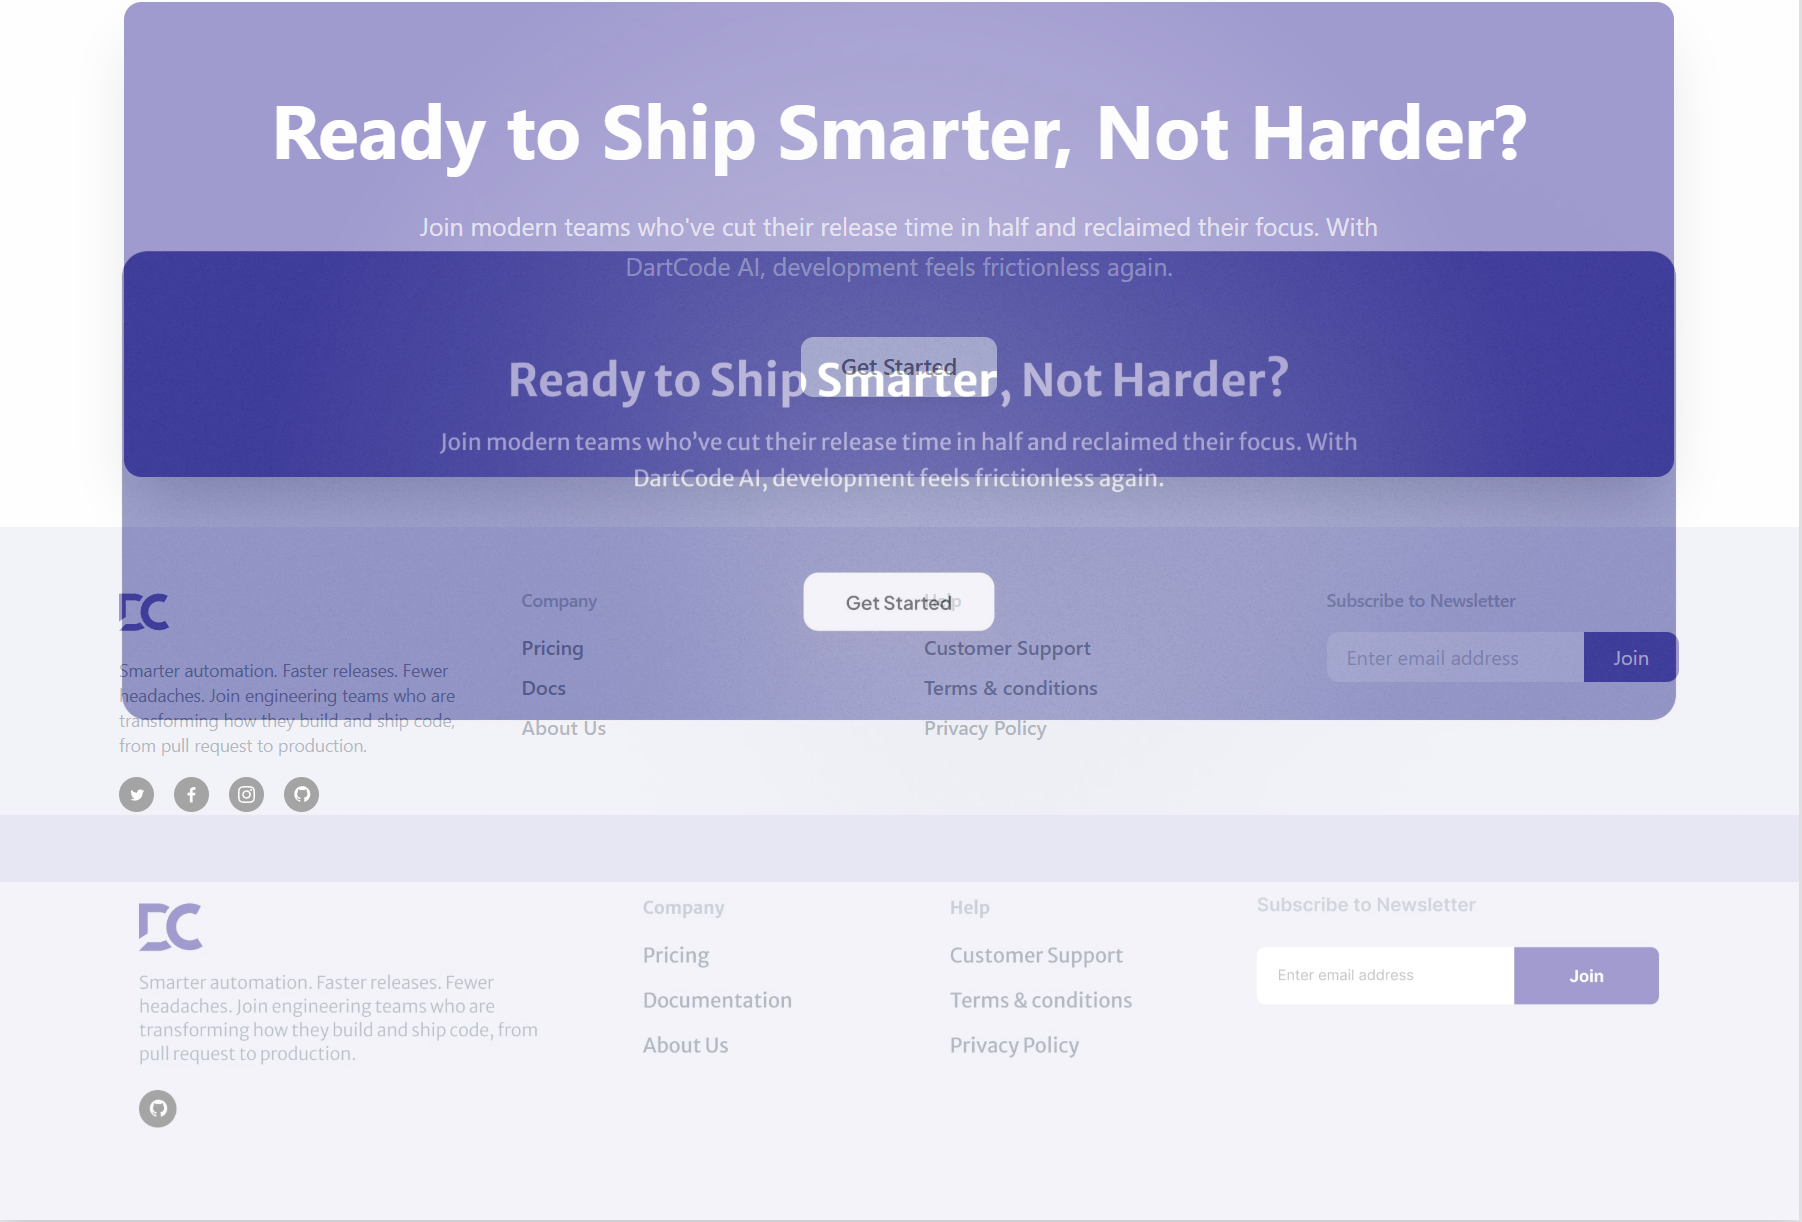 Ready to Ship Smarter, Not Harder?
Join modern teams who've cut their release time in half and reclaimed their focus. With
DartCode AI, development feels frictionless again.
Get Started
Ready to Ship Smarter, Not Harder?
Join modern teams who’ve cut their release time in half and reclaimed their focus. With
DartCode AI, development feels frictionless again.
Get Started
DC
Smarter automation. Faster releases. Fewer
headaches. Join engineering teams who are
transforming how they build and ship code,
from pull request to production.
Company
Pricing
Docs
About Us
Help
Customer Support
Terms & conditions
Privacy Policy
Subscribe to Newsletter
Enter email address
Join
DC
Smarter automation. Faster releases. Fewer
headaches. Join engineering teams who are
transforming how they build and ship code, from
pull request to production.
Company
Pricing
Documentation
About Us
Help
Customer Support
Terms & conditions
Privacy Policy
Subscribe to Newsletter
Enter email address
Join